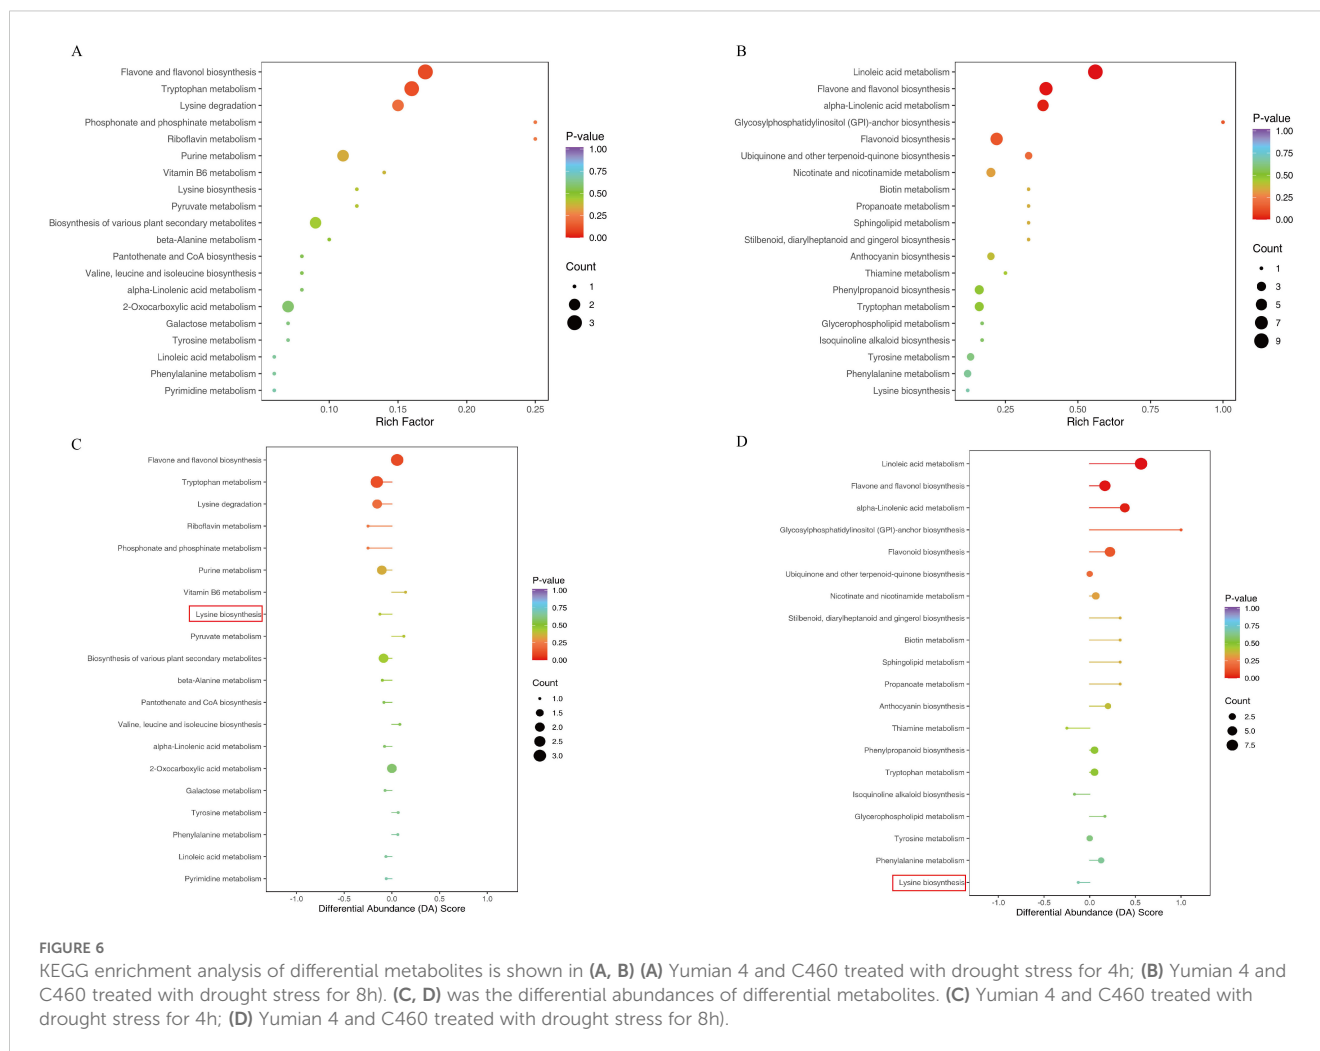 A
Flavone and flavonol biosynthesis
Tryptophan metabolism
Lysine degradation
Phosphonate and phosphinate metabolism
Riboflavin metabolism
Purine metabolism
Vitamin B6 metabolism
Lysine biosynthesis
Pyruvate metabolism
Biosynthesis of various plant secondary metabolites
beta-Alanine metabolism
Pantothenate and CoA biosynthesis
Valine, leucine and isoleucine biosynthesis
alpha-Linolenic acid metabolism
2-Oxocarboxylic acid metabolism
Galactose metabolism
Tyrosine metabolism
Linoleic acid metabolism
Phenylalanine metabolism
Pyrimidine metabolism
0.10 0.15 0.20 0.25
Rich Factor
P-value
1.00
0.75
0.50
0.25
0.00
Count
1
2
3
B
Linoleic acid metabolism
Flavone and flavonol biosynthesis
alpha-Linolenic acid metabolism
Glycosylphosphatidylinositol (GPI)-anchor biosynthesis
Flavonoid biosynthesis
Ubiquinone and other terpenoid-quinone biosynthesis
Nicotinate and nicotinamide metabolism
Biotin metabolism
Propanoate metabolism
Sphingolipid metabolism
Stilbenoid, diarylheptanoid and gingerol biosynthesis
Anthocyanin biosynthesis
Thiamine metabolism
Phenylpropanoid biosynthesis
Tryptophan metabolism
Glycerophospholipid metabolism
Isoquinoline alkaloid biosynthesis
Tyrosine metabolism
Phenylalanine metabolism
Lysine biosynthesis
0.25 0.50 0.75 1.00
Rich Factor
P-value
1.00
0.75
0.50
0.25
0.00
Count
1
3
5
7
9
C
Flavone and flavonol biosynthesis
Tryptophan metabolism
Lysine degradation
Riboflavin metabolism
Phosphonate and phosphinate metabolism
Purine metabolism
Vitamin B6 metabolism
Lysine biosynthesis
Pyruvate metabolism
Biosynthesis of various plant secondary metabolites
beta-Alanine metabolism
Pantothenate and CoA biosynthesis
Valine, leucine and isoleucine biosynthesis
alpha-Linolenic acid metabolism
2-Oxocarboxylic acid metabolism
Galactose metabolism
Tyrosine metabolism
Phenylalanine metabolism
Linoleic acid metabolism
Pyrimidine metabolism
-1.0 -0.5 0.0 0.5 1.0
Differential Abundance (DA) Score
P-value
1.00
0.75
0.50
0.25
0.00
Count
1.0
1.5
2.0
2.5
3.0
D
Linoleic acid metabolism
Flavone and flavonol biosynthesis
alpha-Linolenic acid metabolism
Glycosylphosphatidylinositol (GPI)-anchor biosynthesis
Flavonoid biosynthesis
Ubiquinone and other terpenoid-quinone biosynthesis
Nicotinate and nicotinamide metabolism
Stilbenoid, diarylheptanoid and gingerol biosynthesis
Biotin metabolism
Sphingolipid metabolism
Propanoate metabolism
Anthocyanin biosynthesis
Thiamine metabolism
Phenylpropanoid biosynthesis
Tryptophan metabolism
Isoquinoline alkaloid biosynthesis
Glycerophospholipid metabolism
Tyrosine metabolism
Phenylalanine metabolism
Lysine biosynthesis
-1.0 -0.5 0.0 0.5 1.0
Differential Abundance (DA) Score
P-value
1.00
0.75
0.50
0.25
0.00
Count
2.5
5.0
7.5
FIGURE 6
KEGG enrichment analysis of differential metabolites is shown in (A, B) (A) Yumian 4 and C460 treated with drought stress for 4h; (B) Yumian 4 and
C460 treated with drought stress for 8h). (C, D) was the differential abundances of differential metabolites. (C) Yumian 4 and C460 treated with
drought stress for 4h; (D) Yumian 4 and C460 treated with drought stress for 8h).